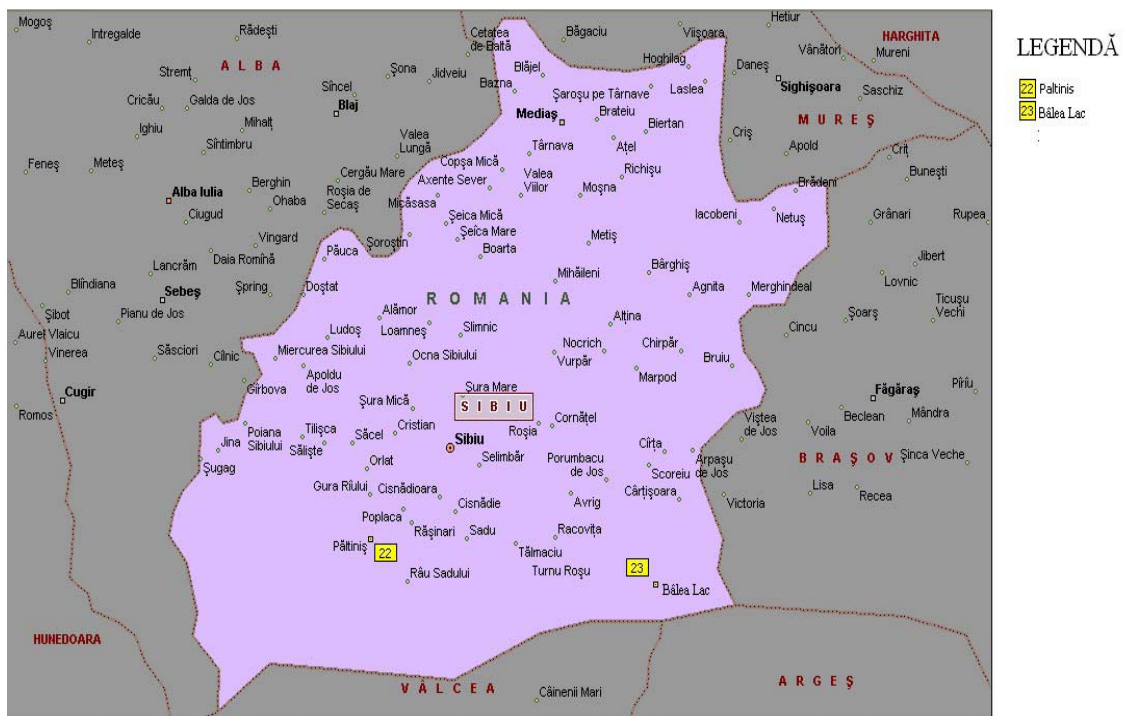 Mogoş
Intregalde
Rădeşti
Cetatea
de Baltă
Băgaciu
Viişoara
Hetiur
HARGHITA
LEGENDĂ
A L B A
Stremţ
Şona
Jidveiu
Blăjel
Hoghilag
Daneş
Vânători
Mureni
22 Paltinis
23 Bâlea Lac
:
Cricău
Galda de Jos
Sîncel
Blaj
Bazna
Şaroşu pe Târnave
Laslea
Sighişoara
Saschiz
Ighiu
Mihalţ
Mediaş
Brateiu
Biertan
M U R E Ş
Sîntimbru
Valea
Lungă
Târnava
Aţel
Criş
Apold
Criţ
Feneş
Meteş
Cergău Mare
Copşa Mică
Richişu
Buneşti
Alba Iulia
Berghin
Roşia de
Secaş
Axente Sever
Valea
Viilor
Moşna
Brădeni
Ciugud
Ohaba
Micăsasa
Şeica Mică
Iacobeni
Netuş
Grânari
Rupea
Vingard
Şoroştin
Şeica Mare
Metiş
Daia Romînă
Păuca
Boarta
Lancrăm
Mihăileni
Bârghiş
Jibert
Blîndiana
Sebeş
Spring
Doştat
R O M A N I A
Agnita
Merghindeal
Lovnic
Şibot
Pianu de Jos
Alămor
Loamneş
Alţina
Şoarş
Ticuşu
Vechi
Aurel Vlaicu
Ludoş
Slimnic
Cincu
Vinerea
Săsciori
Cînic
Miercurea Sibiului
Ocna Sibiului
Nocrich
Vurpăr
Chirpăr
Bruiu
Apoldu
de Jos
Marpod
Cugir
Gîrbova
Şura Mare
Făgăraş
Pîrîu
Romos
Şura Mică
S I B I U
Beclean
Mândra
Poiana
Sibiului
Tilişca
Săcel
Cristian
Roşia
Cornăţel
Viştea
de Jos
Voila
Jina
Sălişte
Sibiu
Cîrţa
B R A Ş O V
Şugag
Orlat
Selimbăr
Porumbacu
de Jos
Scoreiu
Arpaşu
de Jos
Şinca Veche
Gura Rîului
Cisnădioara
Cârţişoara
Lisa
Recea
Cisnădie
Avrig
Victoria
Poplaca
Răşinari
Sadu
Racoviţa
Păltiniş
22
Tălmaciu
Râu Sadului
Turnu Roşu
23
Bâlea Lac
HUNEDOARA
V Â L C E A
Câinenii Mari
A R G E Ş